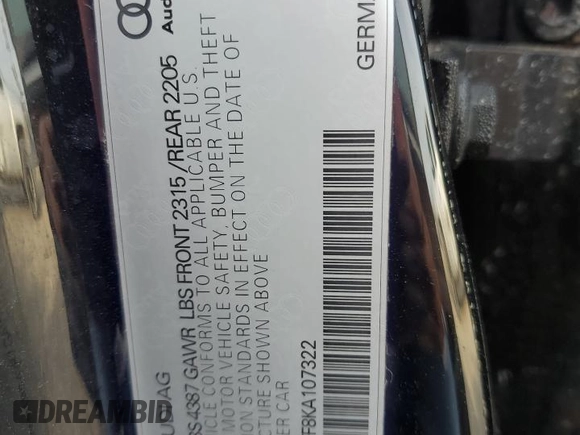 Aud
GERM
AG
4387 GAWR LBS FRONT 2315/REAR 2205
CONFORMS TO ALL APPLICABLE U.S.
MOTOR VEHICLE SAFETY, BUMPER AND THEFT
ON STANDARDS IN EFFECT ON THE DATE OF
CTURE SHOWN ABOVE
ER CAR
F8KA107322
DREAMBID